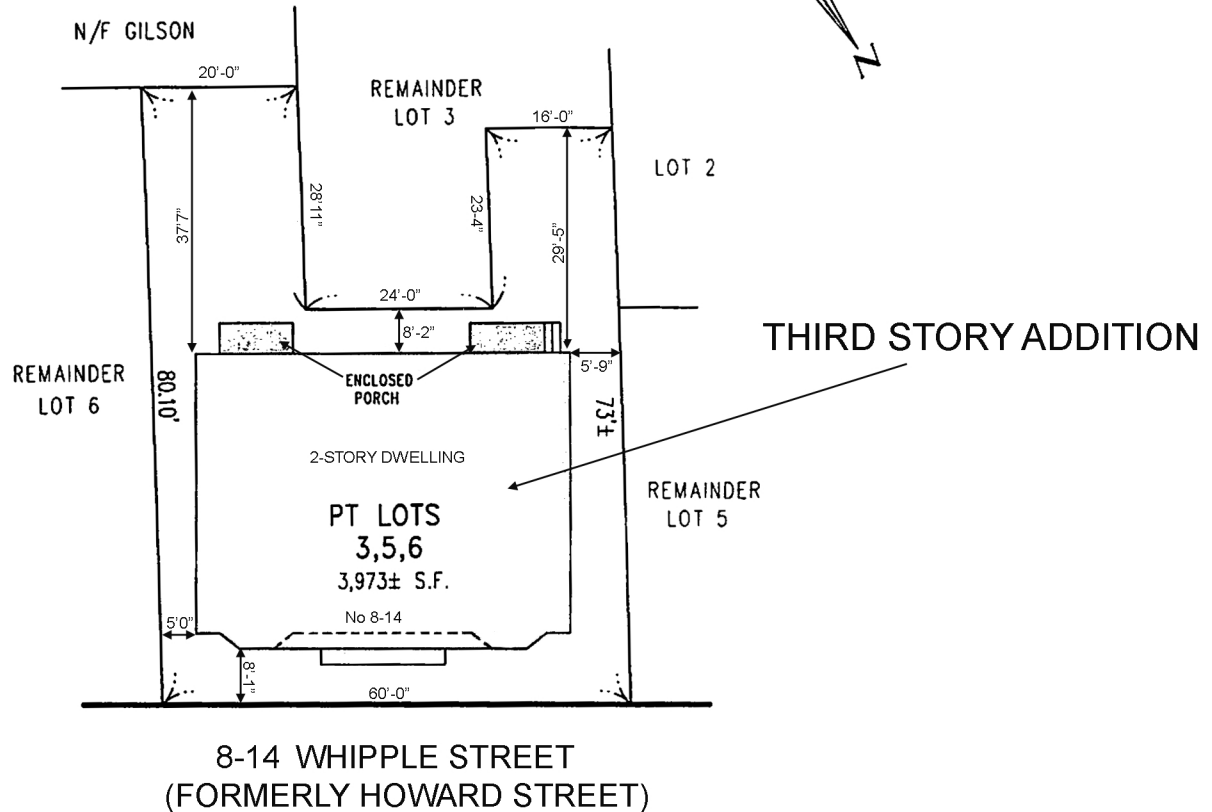 N/F GILSON
N
20'-0"
REMAINDER
LOT 3
16'-0"
LOT 2
37'7"
28'11"
23-4"
29'-5"
24'-0"
8'-2"
THIRD STORY ADDITION
5'-9"
REMAINDER
LOT 6
80.10'
ENCLOSED
PORCH
73'±
2-STORY DWELLING
REMAINDER
LOT 5
PT LOTS
3,5,6
3,973± S.F.
No 8-14
5'0"
8'-1"
60'-0"
8-14 WHIPPLE STREET
(FORMERLY HOWARD STREET)